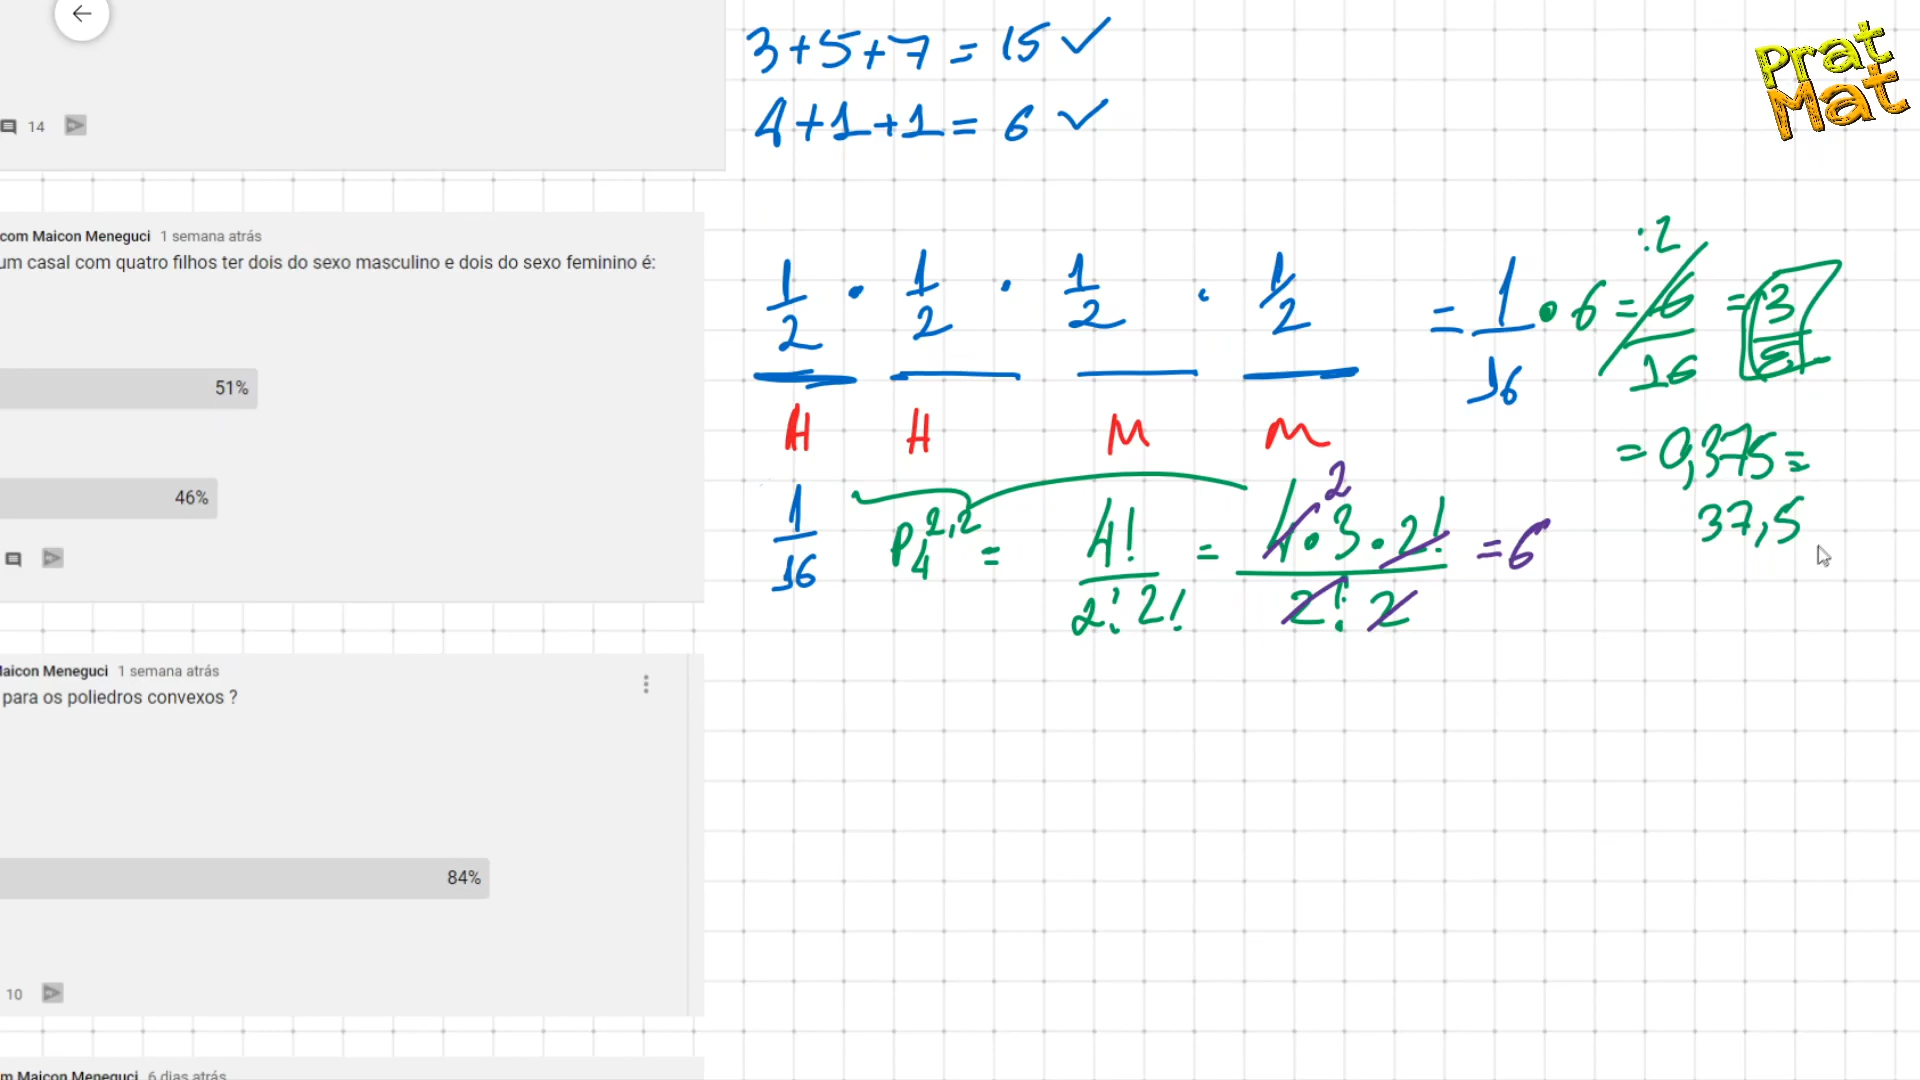 14
com Maicon Meneguci 1 semana atrás
um casal com quatro filhos ter dois do sexo masculino e dois do sexo feminino é:
51%
46%
Maicon Meneguci 1 semana atrás
para os poliedros convexos ?
84%
10
m Maicon Meneguci 6 dias atrás
3+5+7 = 15 ✓
4+1+1 = 6 ✓
Prat
Mat
1/2 • 1/2 • 1/2 • 1/2 = 1/16 • 6 = 6/16 :2 = 3/8
H H M M
= 0,375 =
37,5
1/16
P₄^2,2 = 4!/2!2! = 4•3•2!/2! 2 = 6
2